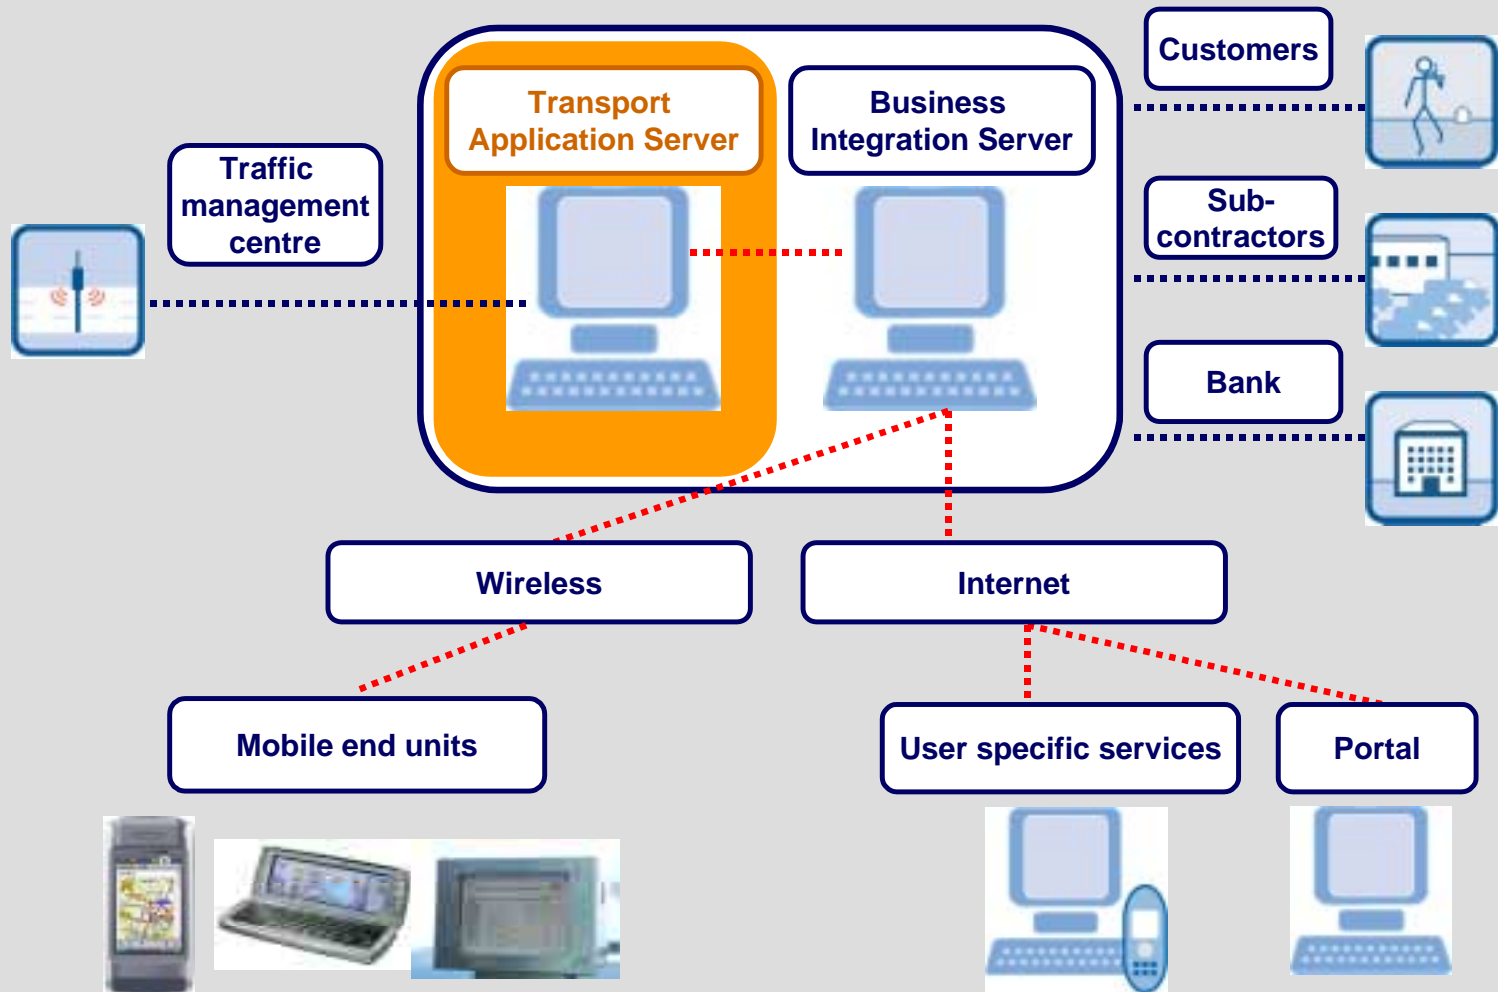 Customers
Transport
Application Server
Business
Integration Server
Traffic
management
centre
Sub-
contractors
Bank
Wireless
Internet
Mobile end units
User specific services
Portal